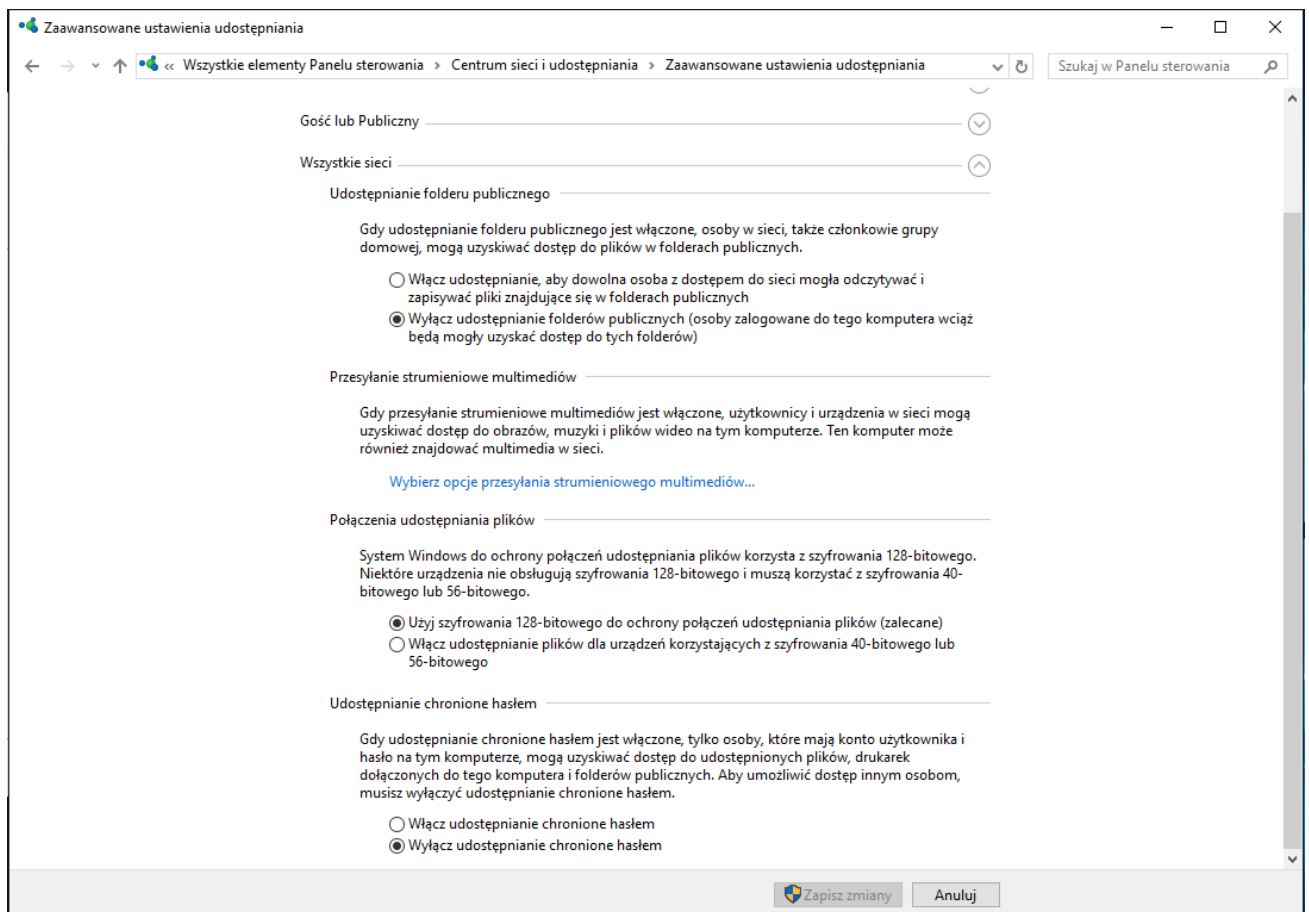 Zaawansowane ustawienia udostępniania
« Wszystkie elementy Panelu sterowania > Centrum sieci i udostępniania > Zaawansowane ustawienia udostępniania
Szukaj w Panelu sterowania
Gość lub Publiczny
Wszystkie sieci
Udostępnianie folderu publicznego
Gdy udostępnianie folderu publicznego jest włączone, osoby w sieci, także członkowie grupy
domowej, mogą uzyskiwać dostęp do plików w folderach publicznych.
Włącz udostępnianie, aby dowolna osoba z dostępem do sieci mogła odczytywać i
zapisywać pliki znajdujące się w folderach publicznych
Wyłącz udostępnianie folderów publicznych (osoby zalogowane do tego komputera wciąż
będą mogły uzyskać dostęp do tych folderów)
Przesyłanie strumieniowe multimediów
Gdy przesyłanie strumieniowe multimediów jest włączone, użytkownicy i urządzenia w sieci mogą
uzyskiwać dostęp do obrazów, muzyki i plików wideo na tym komputerze. Ten komputer może
również znajdować multimedia w sieci.
Wybierz opcje przesyłania strumieniowego multimediów...
Połączenia udostępniania plików
System Windows do ochrony połączeń udostępniania plików korzysta z szyfrowania 128-bitowego.
Niektóre urządzenia nie obsługują szyfrowania 128-bitowego i muszą korzystać z szyfrowania 40-
bitowego lub 56-bitowego.
Użyj szyfrowania 128-bitowego do ochrony połączeń udostępniania plików (zalecane)
Włącz udostępnianie plików dla urządzeń korzystających z szyfrowania 40-bitowego lub
56-bitowego
Udostępnianie chronione hasłem
Gdy udostępnianie chronione hasłem jest włączone, tylko osoby, które mają konto użytkownika i
hasło na tym komputerze, mogą uzyskiwać dostęp do udostępnionych plików, drukarek
dołączonych do tego komputera i folderów publicznych. Aby umożliwić dostęp innym osobom,
musisz wyłączyć udostępnianie chronione hasłem.
Włącz udostępnianie chronione hasłem
Wyłącz udostępnianie chronione hasłem
Zapisz zmiany
Anuluj